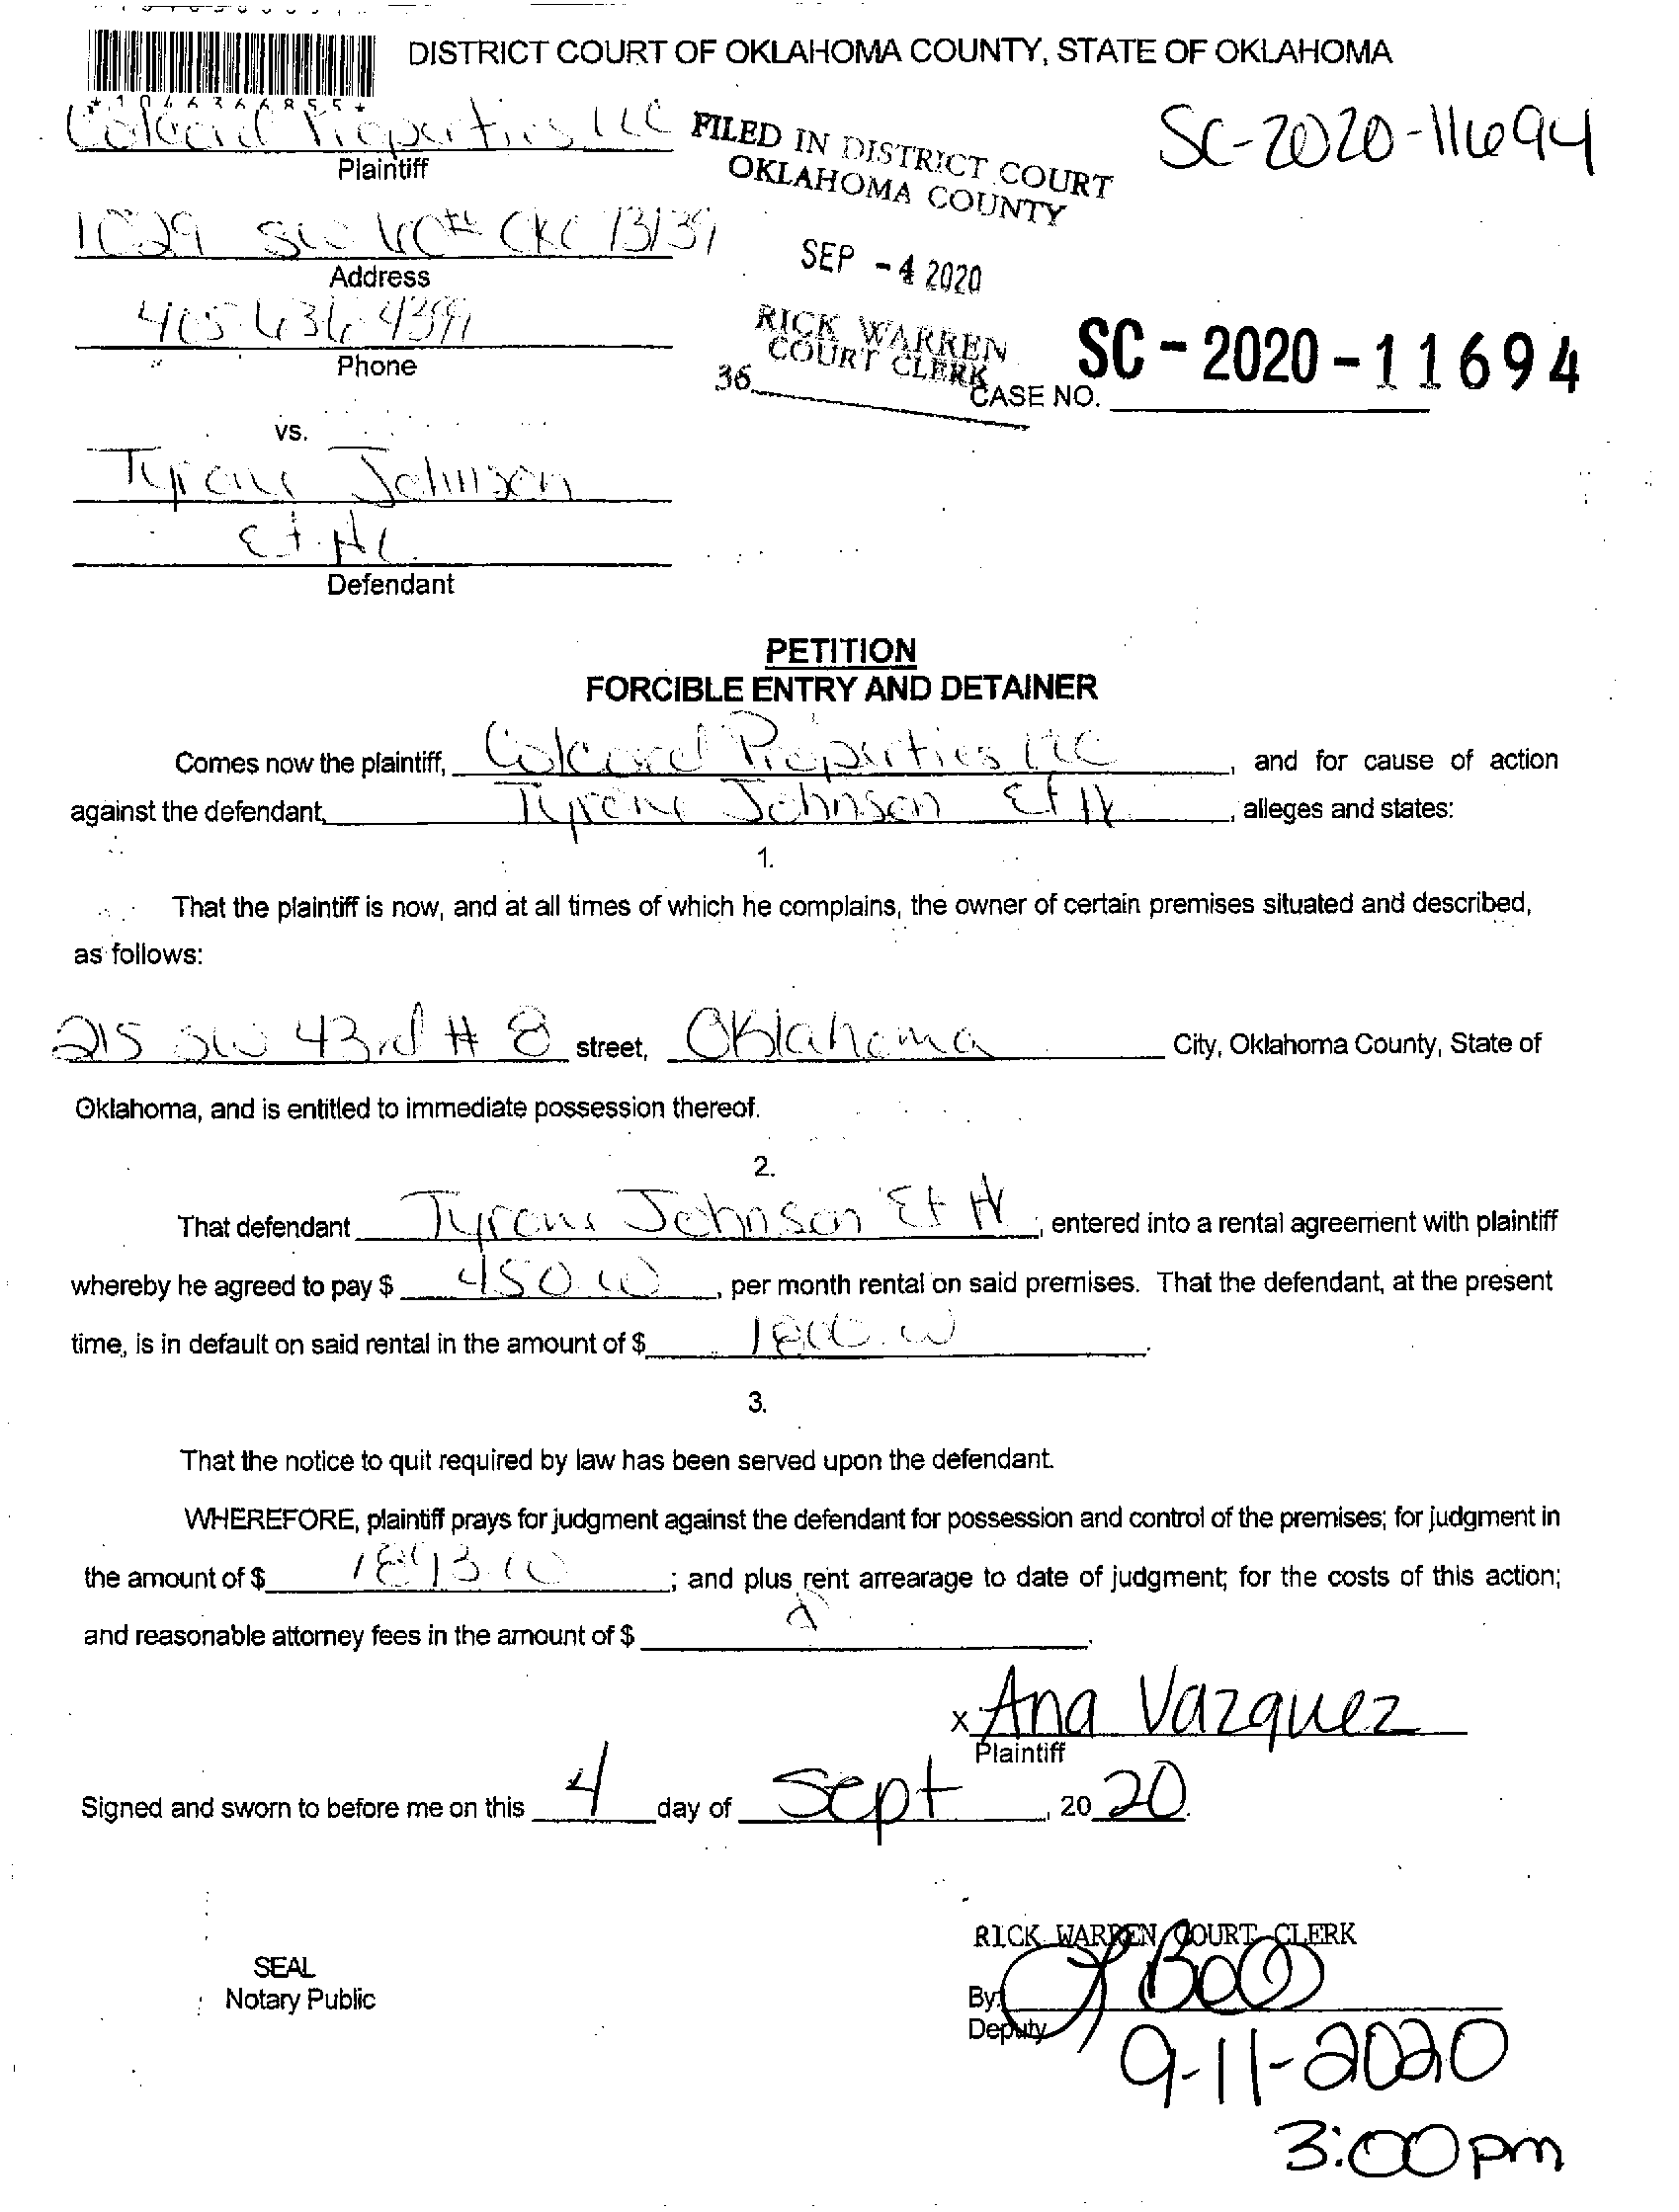 DISTRICT COURT OF OKLAHOMA COUNTY, STATE OF OKLAHOMA
*1046366855*
Colcord Properties LLC
Plaintiff
FILED IN DISTRICT COURT
OKLAHOMA COUNTY
SC-2020-11694
1029 SW OKC 73139
Address
SEP -4 2020
405 636 4399
Phone
RICK WARREN
COURT CLERK
36
CASE NO. SC-2020-11694
vs.
Tyrone Johnson
Et Al
Defendant
PETITION
FORCIBLE ENTRY AND DETAINER
Comes now the plaintiff, Colcord Properties LLC, and for cause of action
against the defendant, Tyrone Johnson Et Al, alleges and states:
1.
That the plaintiff is now, and at all times of which he complains, the owner of certain premises situated and described,
as follows:
215 SW 43rd # 8 street, Oklahoma City, Oklahoma County, State of
Oklahoma, and is entitled to immediate possession thereof.
2.
That defendant Tyrone Johnson Et Al, entered into a rental agreement with plaintiff
whereby he agreed to pay $ 450.00, per month rental on said premises. That the defendant, at the present
time, is in default on said rental in the amount of $ 1800.00.
3.
That the notice to quit required by law has been served upon the defendant.
WHEREFORE, plaintiff prays for judgment against the defendant for possession and control of the premises; for judgment in
the amount of $ 1893.00; and plus rent arrearage to date of judgment; for the costs of this action;
and reasonable attorney fees in the amount of $
x Ana Vazquez
Plaintiff
Signed and sworn to before me on this 4 day of Sept, 2020.
RICK WARREN COURT CLERK
SEAL
Notary Public
By:
Deputy
9-11-2020
3:00pm